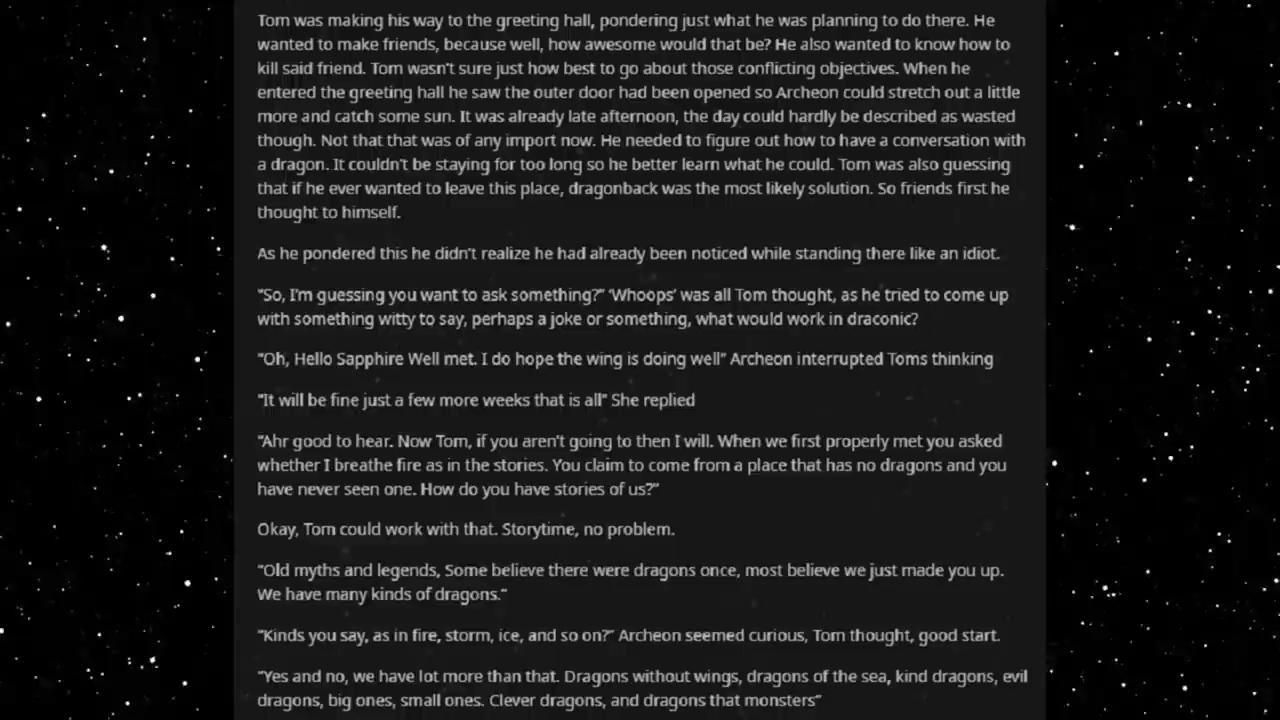 Tom was making his way to the greeting hall, pondering just what he was planning to do there. He
wanted to make friends, because well, how awesome would that be? He also wanted to know how to
kill said friend. Tom wasn't sure just how best to go about those conflicting objectives. When he
entered the greeting hall he saw the outer door had been opened so Archeon could stretch out a little
more and catch some sun. It was already late afternoon, the day could hardly be described as wasted
though. Not that that was of any import now. He needed to figure out how to have a conversation with
a dragon. It couldn't be staying for too long so he better learn what he could. Tom was also guessing
that if he ever wanted to leave this place, dragonback was the most likely solution. So friends first he
thought to himself.
As he pondered this he didn't realize he had already been noticed while standing there like an idiot.
“So, I'm guessing you want to ask something?” ‘Whoops’ was all Tom thought, as he tried to come up
with something witty to say, perhaps a joke or something, what would work in draconic?
“Oh, Hello Sapphire Well met. I do hope the wing is doing well” Archeon interrupted Toms thinking
“It will be fine just a few more weeks that is all” She replied
“Ahr good to hear. Now Tom, if you aren't going to then I will. When we first properly met you asked
whether I breathe fire as in the stories. You claim to come from a place that has no dragons and you
have never seen one. How do you have stories of us?”
Okay, Tom could work with that. Storytime, no problem.
“Old myths and legends, Some believe there were dragons once, most believe we just made you up.
We have many kinds of dragons.”
“Kinds you say, as in fire, storm, ice, and so on?” Archeon seemed curious, Tom thought, good start.
“Yes and no, we have lot more than that. Dragons without wings, dragons of the sea, kind dragons, evil
dragons, big ones, small ones. Clever dragons, and dragons that monsters”